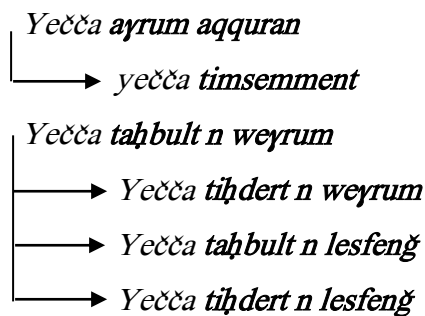 Yečča aɣrum aqquran
yečča timsemment
Yečča taḥbult n weɣrum
Yečča tiḥdert n weɣrum
Yečča taḥbult n lesfenǧ
Yečča tiḥdert n lesfenǧ